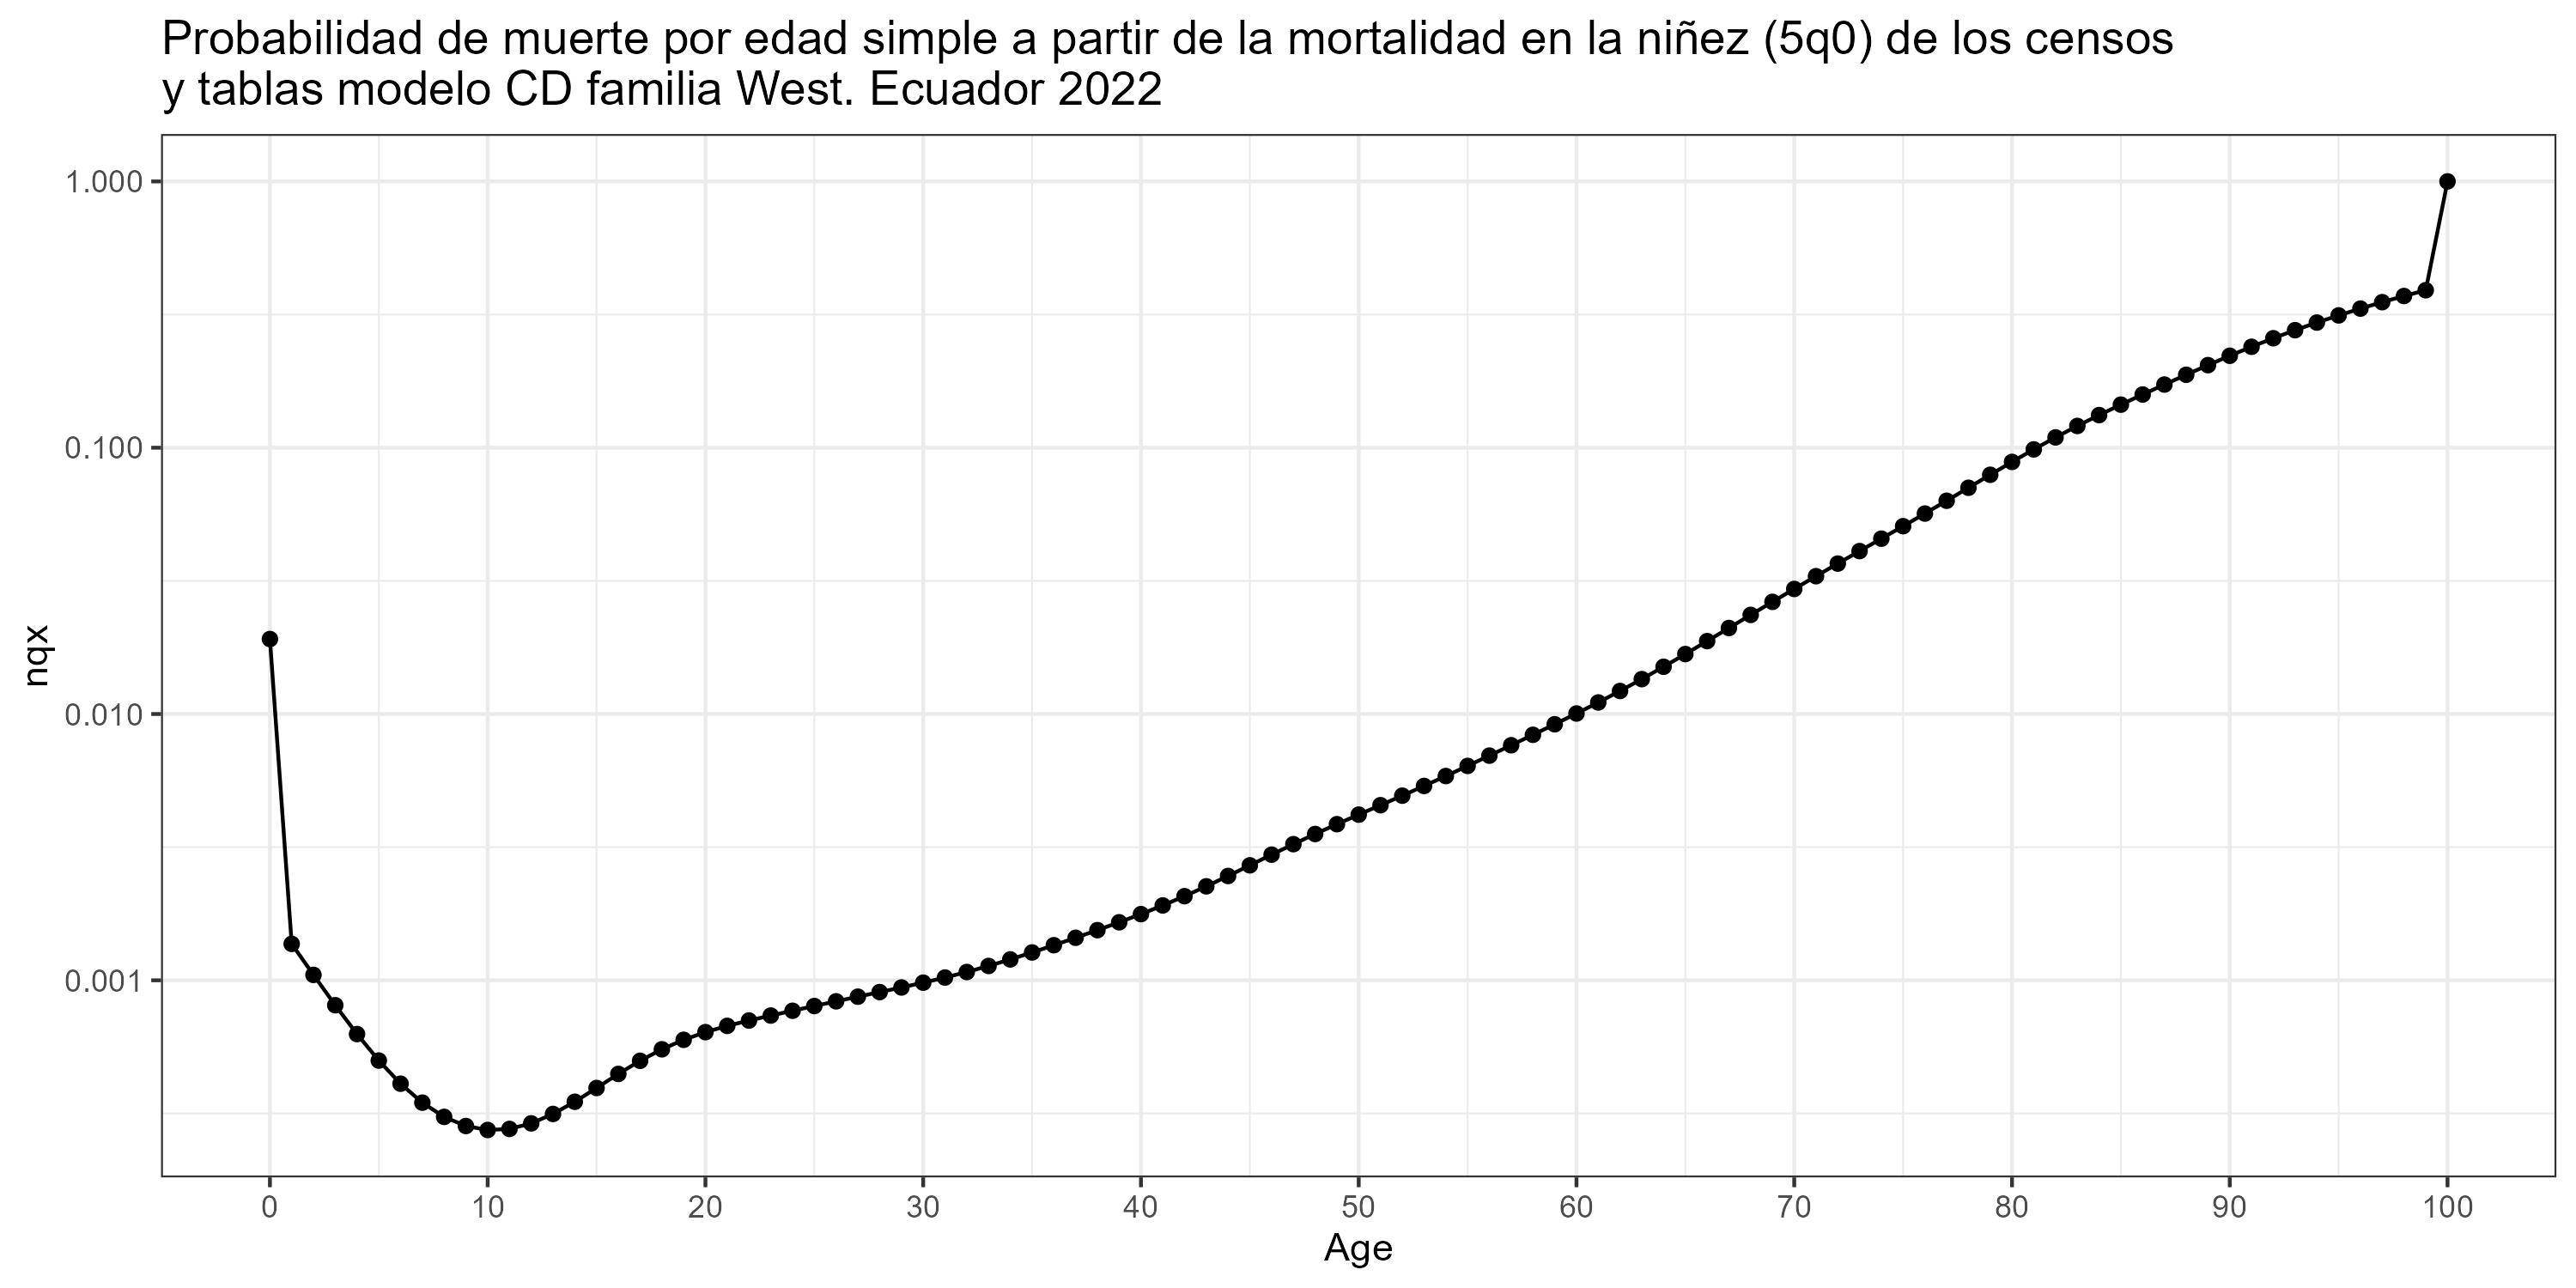 Probabilidad de muerte por edad simple a partir de la mortalidad en la niñez (5q0) de los censos
y tablas modelo CD familia West. Ecuador 2022
1.000
0.100
0.010
0.001
nqx
0 10 20 30 40 50 60 70 80 90 100
Age